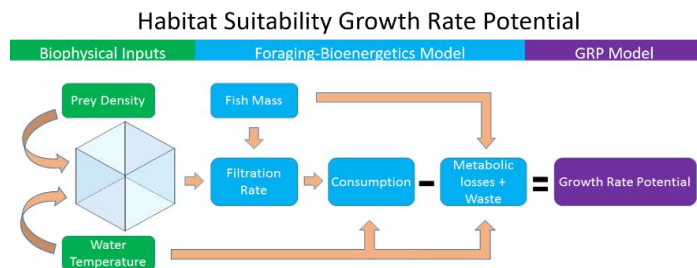 Habitat Suitability Growth Rate Potential
Biophysical Inputs
Foraging-Bioenergetics Model
GRP Model
Prey Density
Fish Mass
Filtration
Rate
Consumption
-
Metabolic
losses +
Waste
=
Growth Rate Potential
Water
Temperature